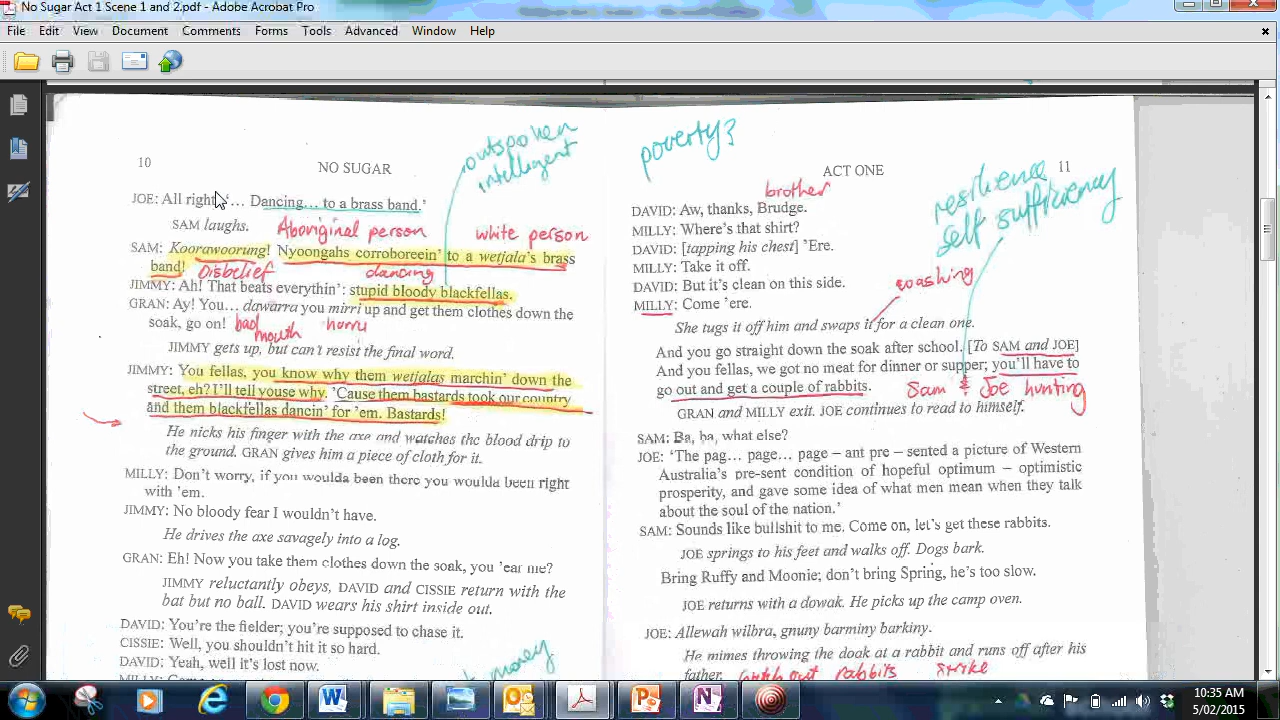 No Sugar Act 1 Scene 1 and 2.pdf - Adobe Acrobat Pro
File Edit View Document Comments Forms Tools Advanced Window Help
outspoken
intelligent
10 NO SUGAR
JOE: All right. ‘… Dancing… to a brass band.’
SAM laughs.
Aboriginal person
white person
SAM: Koorawoorung! Nyoongahs corroboreein’ to a wetjala’s brass
band!
Disbelief
dancing
JIMMY: Ah! That beats everythin’: stupid bloody blackfellas.
GRAN: Ay! You… dawarra you mirri up and get them clothes down the
soak, go on!
bad
mouth
hurry
JIMMY gets up, but can’t resist the final word.
JIMMY: You fellas, you know why them wetjalas marchin’ down the
street, eh? I’ll tell youse why. ’Cause them bastards took our country
and them blackfellas dancin’ for ’em. Bastards!
He nicks his finger with the axe and watches the blood drip to
the ground. GRAN gives him a piece of cloth for it.
MILLY: Don’t worry, if you woulda been there you woulda been right
with ’em.
JIMMY: No bloody fear I wouldn’t have.
He drives the axe savagely into a log.
GRAN: Eh! Now you take them clothes down the soak, you ’ear me?
JIMMY reluctantly obeys, DAVID and CISSIE return with the
bat but no ball. DAVID wears his shirt inside out.
DAVID: You’re the fielder; you’re supposed to chase it.
CISSIE: Well, you shouldn’t hit it so hard.
DAVID: Yeah, well it’s lost now.
money
poverty?
ACT ONE 11
brother
resilience
self sufficiency
DAVID: Aw, thanks, Brudge.
MILLY: Where’s that shirt?
DAVID: [tapping his chest] ’Ere.
MILLY: Take it off.
DAVID: But it’s clean on this side.
MILLY: Come ’ere.
washing
She tugs it off him and swaps it for a clean one.
And you go straight down the soak after school. [To SAM and JOE]
And you fellas, we got no meat for dinner or supper; you’ll have to
go out and get a couple of rabbits.
Sam & Joe hunting
GRAN and MILLY exit. JOE continues to read to himself.
SAM: Ba, ba, what else?
JOE: ‘The pag… page… page – ant pre – sented a picture of Western
Australia’s pre-sent condition of hopeful optimum – optimistic
prosperity, and gave some idea of what men mean when they talk
about the soul of the nation.’
SAM: Sounds like bullshit to me. Come on, let’s get these rabbits.
JOE springs to his feet and walks off. Dogs bark.
Bring Ruffy and Moonie; don’t bring Spring, he’s too slow.
JOE returns with a dowak. He picks up the camp oven.
JOE: Allewah wilbra, gnuny barminy barkiny.
He mimes throwing the doak at a rabbit and runs off after his
father.
watch out rabbits strike
10:35 AM
5/02/2015